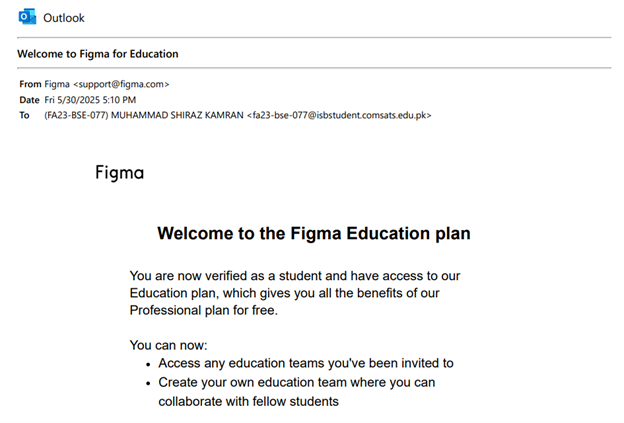 Outlook
Welcome to Figma for Education
From Figma <support@figma.com>
Date Fri 5/30/2025 5:10 PM
To (FA23-BSE-077) MUHAMMAD SHIRAZ KAMRAN <fa23-bse-077@isbstudent.comsats.edu.pk>
Figma
Welcome to the Figma Education plan
You are now verified as a student and have access to our
Education plan, which gives you all the benefits of our
Professional plan for free.
You can now:
• Access any education teams you've been invited to
• Create your own education team where you can
collaborate with fellow students